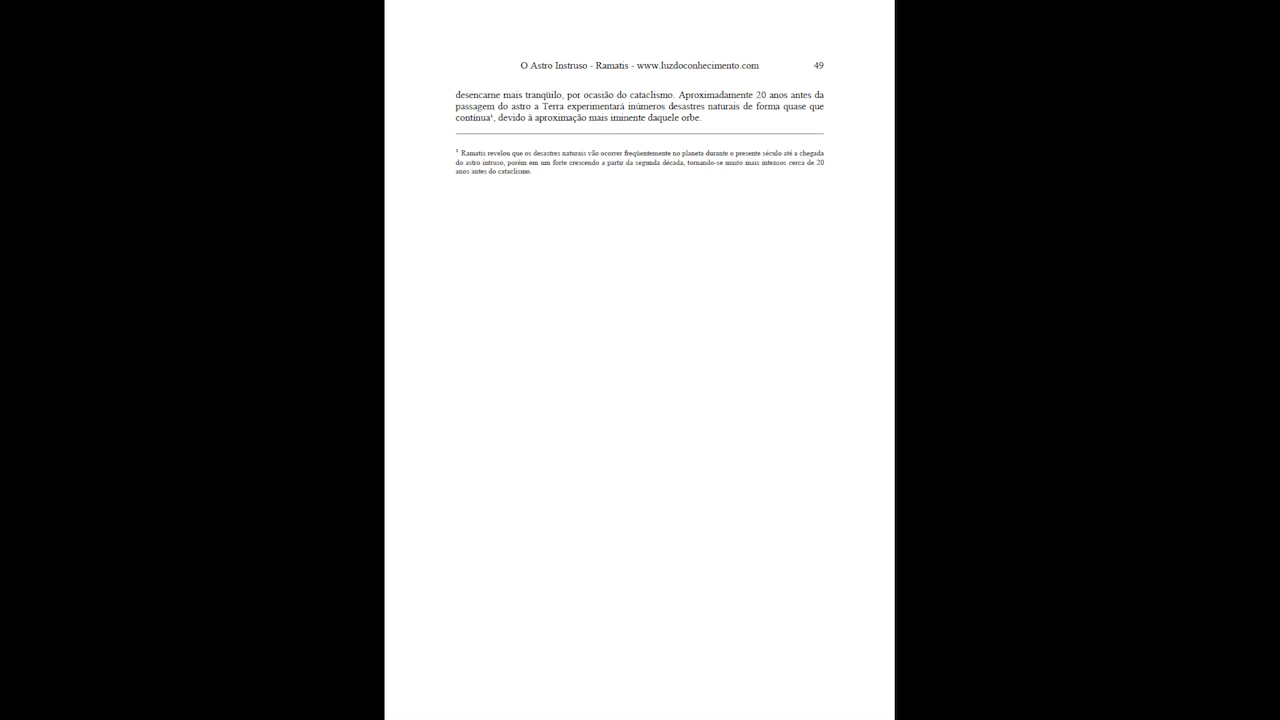 O Astro Instruso - Ramatis - www.luzdoconhecimento.com 49
desencarne mais tranqüilo, por ocasião do cataclismo. Aproximadamente 20 anos antes da
passagem do astro a Terra experimentará inúmeros desastres naturais de forma quase que
contínua¹, devido à aproximação mais iminente daquele orbe.
¹ Ramatis revelou que os desastres naturais vão ocorrer freqüentemente no planeta durante o presente século até a chegada
do astro intruso, porém em um forte crescendo a partir da segunda década, tornando-se muito mais intensos cerca de 20
anos antes do cataclismo.